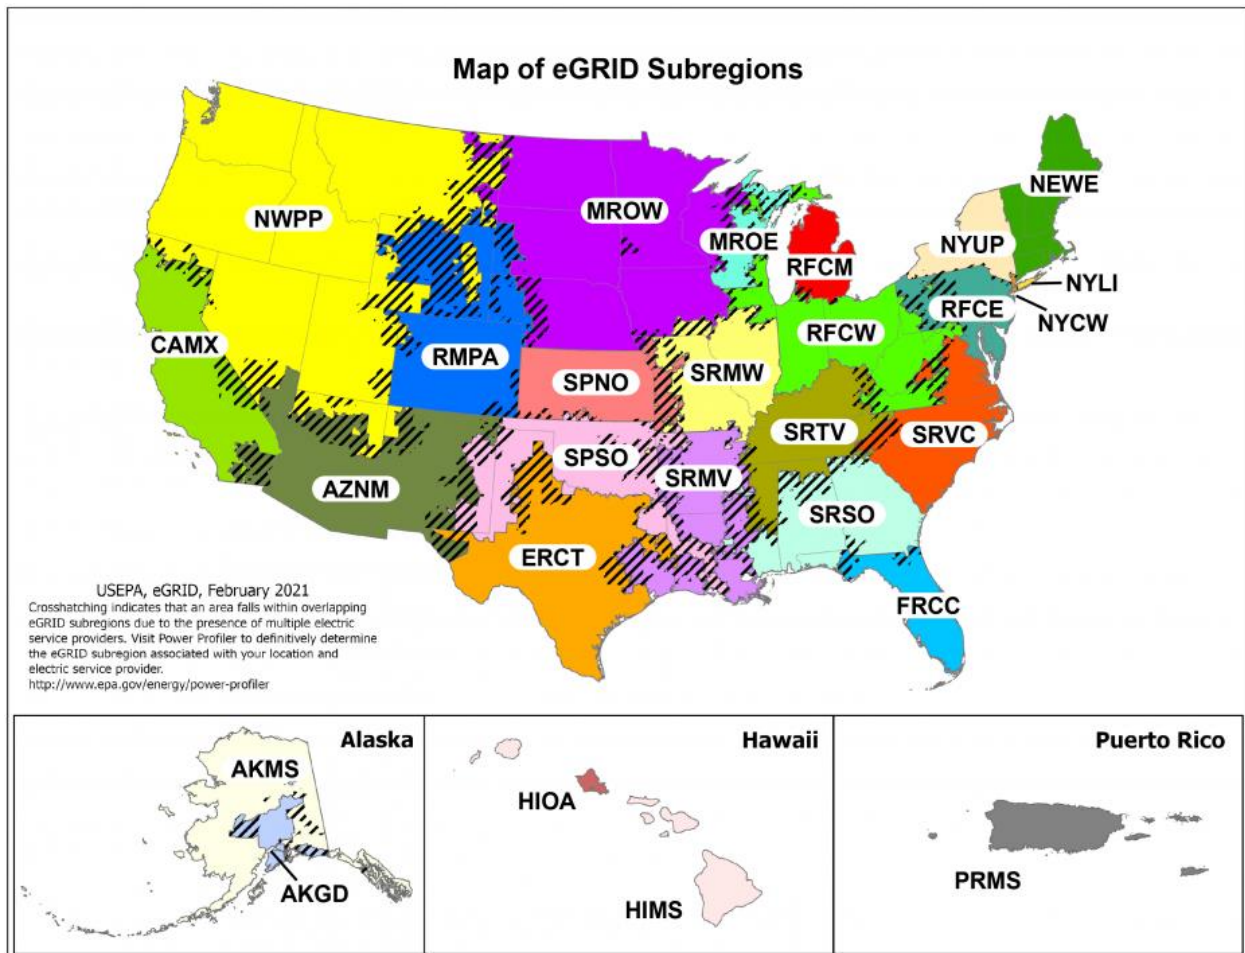 Map of eGRID Subregions
NEWE
NWPP
MROW
MROE
NYUP
RFCM
NYLI
RFCE
NYCW
CAMX
RFCW
RMPA
SRMW
SPNO
SRTV
SRVC
SPSO
SRMV
AZNM
SRSO
ERCT
FRCC
USEPA, eGRID, February 2021
Crosshatching indicates that an area falls within overlapping
eGRID subregions due to the presence of multiple electric
service providers. Visit Power Profiler to definitively determine
the eGRID subregion associated with your location and
electric service provider.
http://www.epa.gov/energy/power-profiler
Alaska
AKMS
AKGD
Hawaii
HIOA
HIMS
Puerto Rico
PRMS